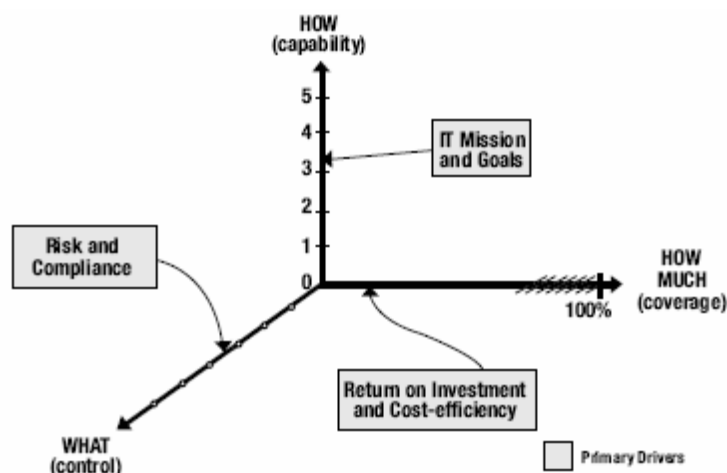 HOW
(capability)
5
4
3
2
1
0
IT Mission
and Goals
Risk and
Compliance
HOW
MUCH
(coverage)
100%
Return on Investment
and Cost-efficiency
WHAT
(control)
Primary Drivers